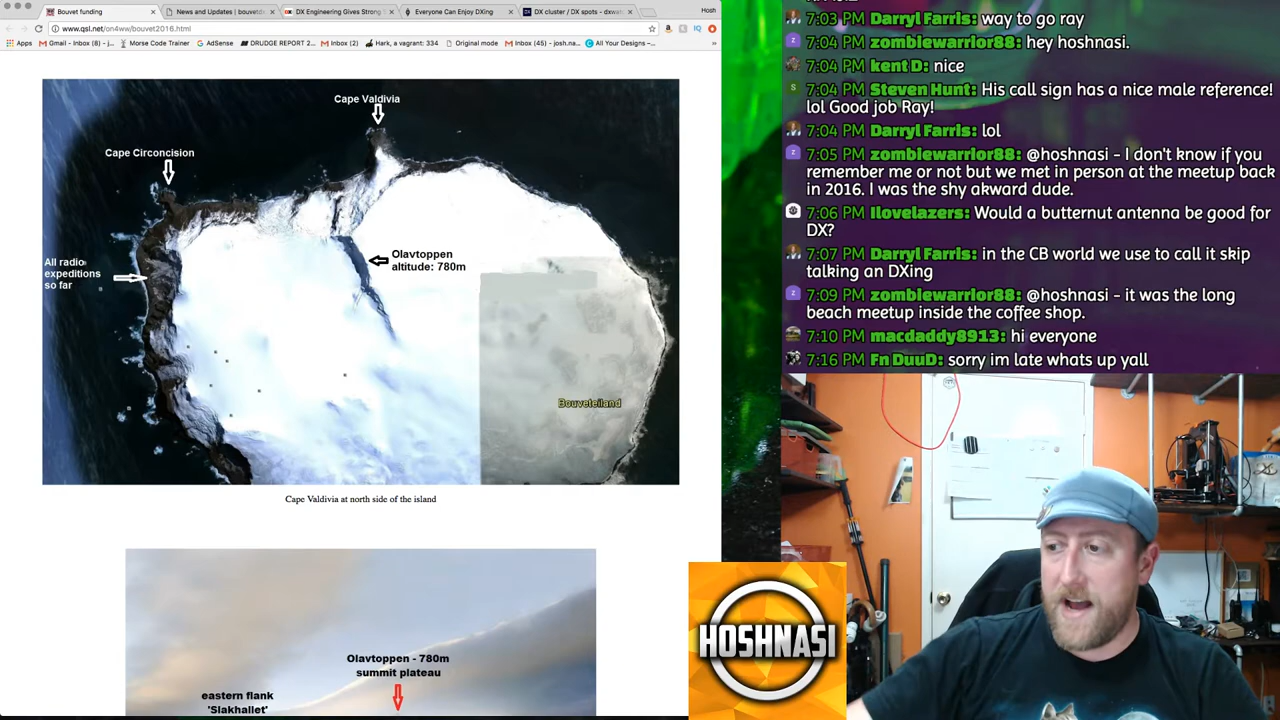 Bouvet funding
News and Updates | bouvetde
DX Engineering Gives Strong
Everyone Can Enjoy DXing
DX cluster / DX spots - dxwat
Hosh
www.qsl.net/on4ww/bouvet2016.html
Apps
Gmail - Inbox (8) - j
Morse Code Trainer
AdSense
DRUDGE REPORT 2...
Inbox (2)
Hark, a vagrant: 334
Original mode
Inbox (45) - josh.na...
All Your Designs -...
»
Cape Valdivia
Cape Circoncision
All radio
expeditions
so far
Olavtoppen
altitude: 780m
Bouvetøiland
Cape Valdivia at north side of the island
Olavtoppen - 780m
summit plateau
eastern flank
'Slakhallet'
7:03 PM Darryl Farris: way to go ray
7:04 PM zombiewarrior88: hey hoshnasi.
7:04 PM kent D: nice
7:04 PM Steven Hunt: His call sign has a nice male reference!
lol Good job Ray!
7:04 PM Darryl Farris: lol
7:05 PM zombiewarrior88: @hoshnasi - I don't know if you
remember me or not but we met in person at the meetup back
in 2016. I was the shy akward dude.
7:06 PM Ilovelazers: Would a butternut antenna be good for
DX?
7:07 PM Darryl Farris: in the CB world we use to call it skip
talking an DXing
7:09 PM zombiewarrior88: @hoshnasi - it was the long
beach meetup inside the coffee shop.
7:10 PM macdaddy8913: hi everyone
7:16 PM Fn DuuD: sorry im late whats up yall
HOSHNASI